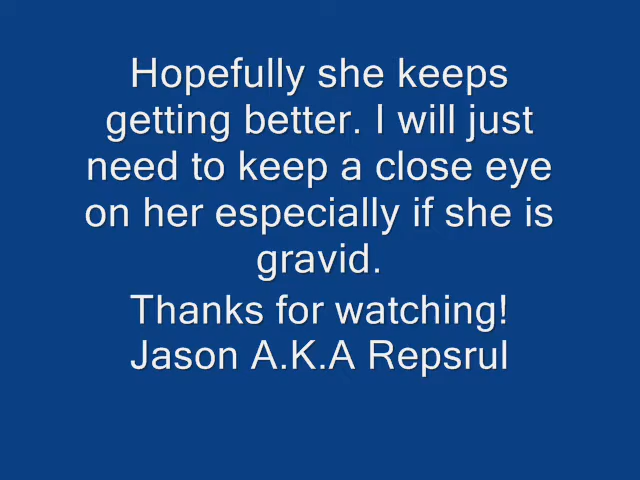 Hopefully she keeps
getting better. I will just
need to keep a close eye
on her especially if she is
gravid.
Thanks for watching!
Jason A.K.A Repsrul